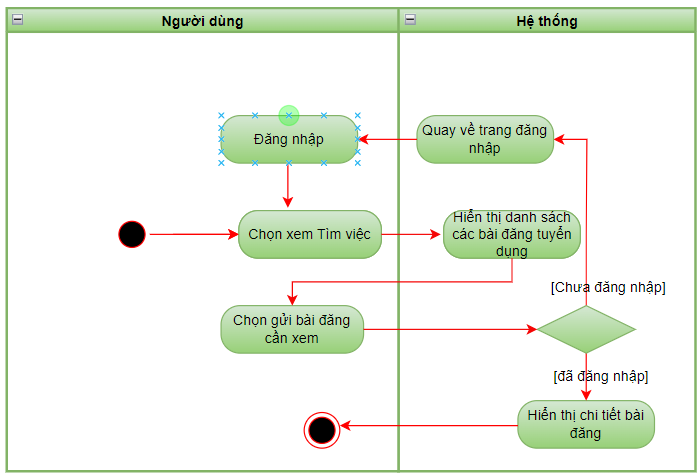 Người dùng
Hệ thống
Đăng nhập
Quay về trang đăng
nhập
Chọn xem Tìm việc
Hiển thị danh sách
các bài đăng tuyển
dụng
[Chưa đăng nhập]
Chọn gửi bài đăng
cần xem
[đã đăng nhập]
Hiển thị chi tiết bài
đăng